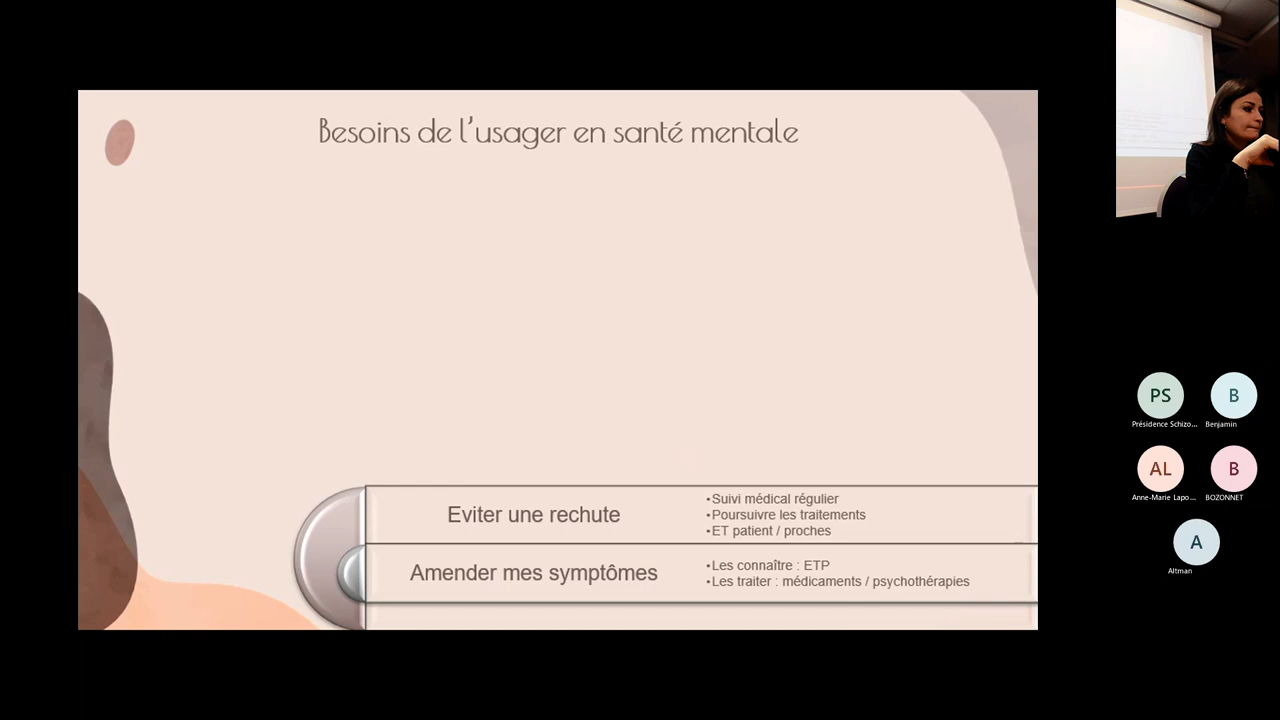 Besoins de l'usager en santé mentale
Eviter une rechute
•Suivi médical régulier
•Poursuivre les traitements
•ET patient / proches
Amender mes symptômes
•Les connaître : ETP
•Les traiter : médicaments / psychothérapies
PS
Présidence Schizo...
B
Benjamin
AL
Anne-Marie Lapo...
B
BOZONNET
A
Altman